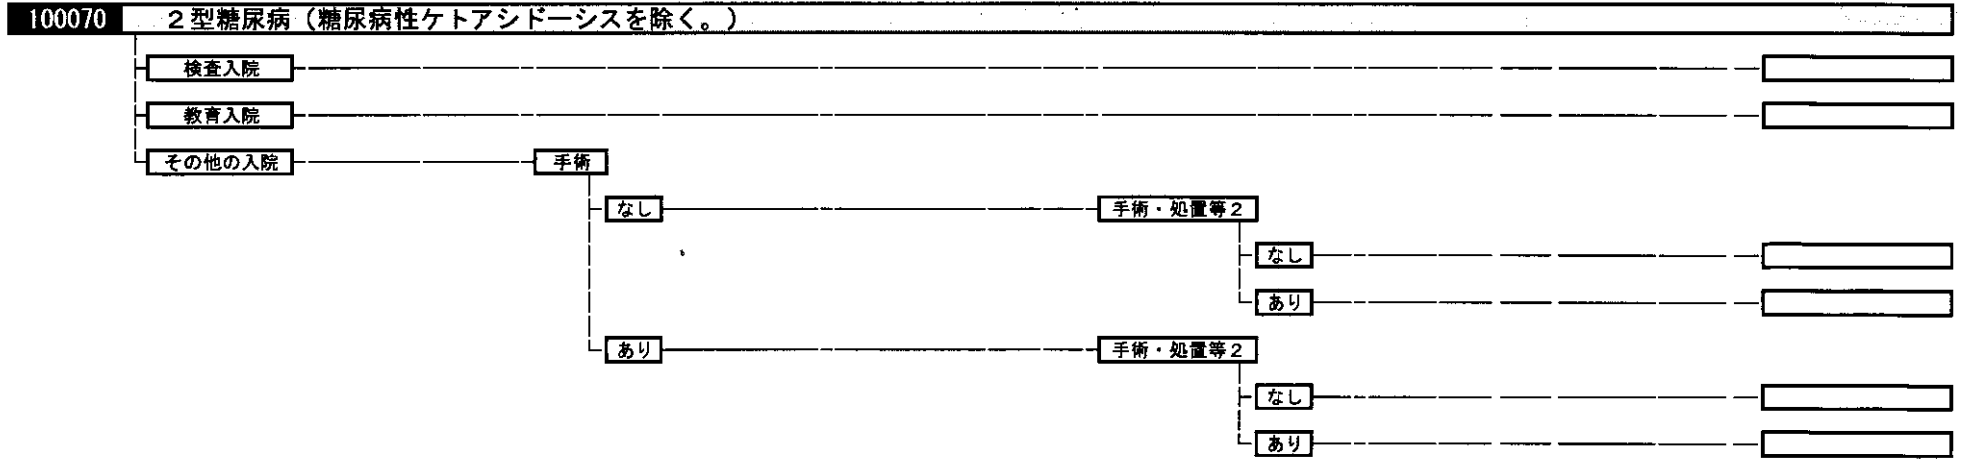 100070 2型糖尿病(糖尿病性ケトアシドーシスを除く。)
検査入院
教育入院
その他の入院 手術
なし 手術・処置等2
なし
あり
あり 手術・処置等2
なし
あり